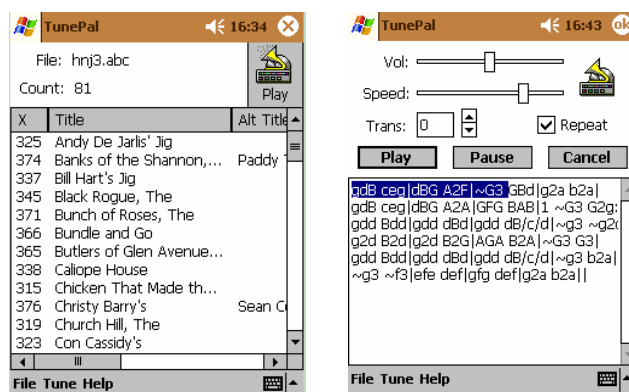 TunePal 16:34
File: hnj3.abc
Count: 81
Play
X Title Alt Title
325 Andy De Jarlis' Jig
374 Banks of the Shannon,... Paddy
337 Bill Hart's Jig
345 Black Rogue, The
371 Bunch of Roses, The
366 Bundle and Go
365 Butlers of Glen Avenue...
338 Caliope House
315 Chicken That Made th...
376 Christy Barry's Sean
319 Church Hill, The
323 Con Cassidy's
File Tune Help
TunePal 16:43 ok
Vol:
Speed:
Trans: 0 Repeat
Play Pause Cancel
gdB ceg|dBG A2F|~G3 GBd|g2a b2a|
gdB ceg|dBG A2A|GFG BAB|1 ~G3 G2g:
gdd Bdd|gdd dBd|gdd dB/c/d|~g3 ~g2
g2d B2d|g2d B2G|AGA B2A|~G3 G3|
gdd Bdd|gdd dBd|gdd dB/c/d|~g3 b2a|
~g3 ~f3|efe def|gfg def|g2a b2a||
File Tune Help